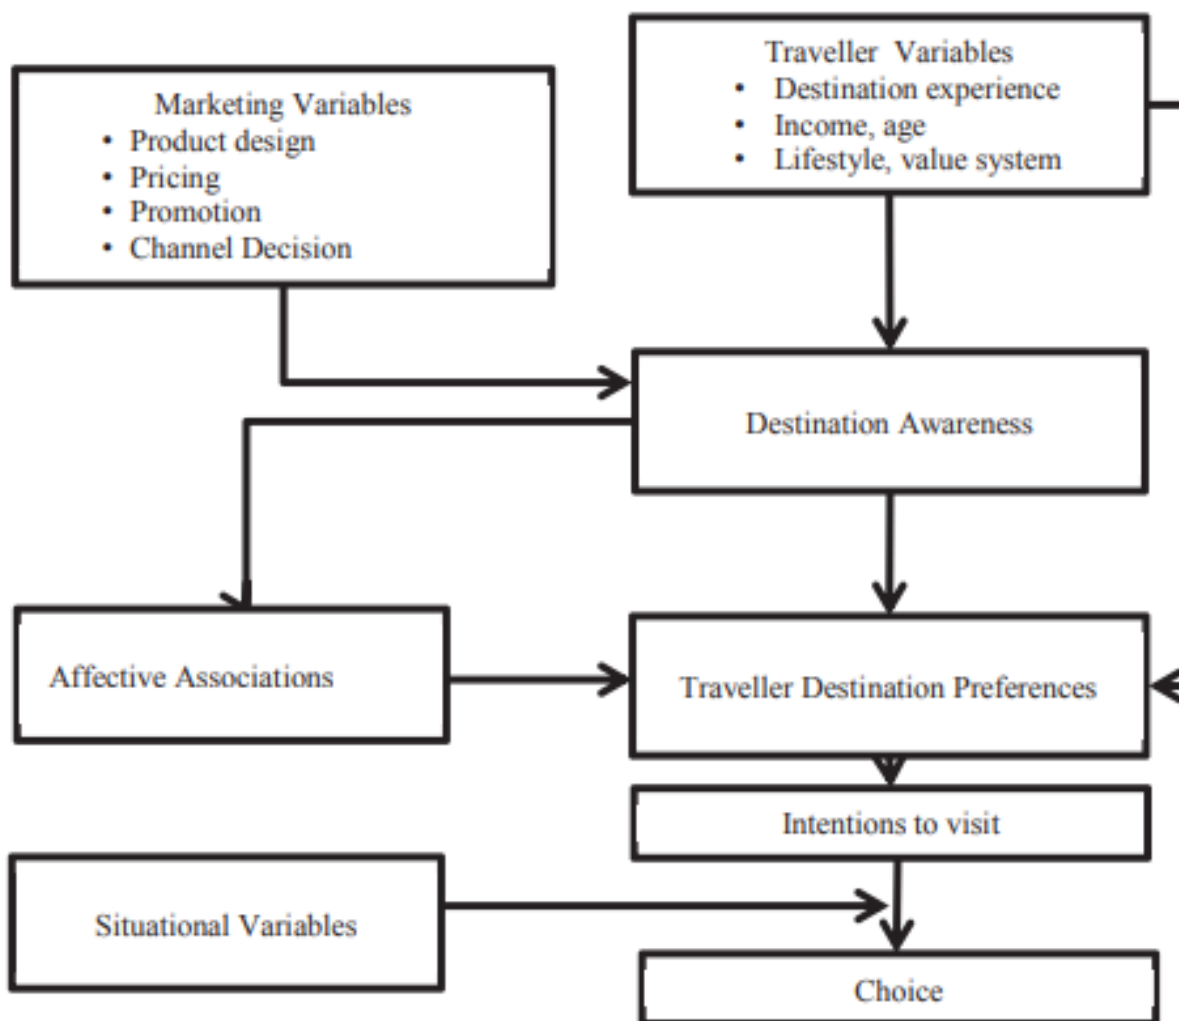 Marketing Variables
• Product design
• Pricing
• Promotion
• Channel Decision
Traveller Variables
• Destination experience
• Income, age
• Lifestyle, value system
Destination Awareness
Affective Associations
Traveller Destination Preferences
Intentions to visit
Situational Variables
Choice